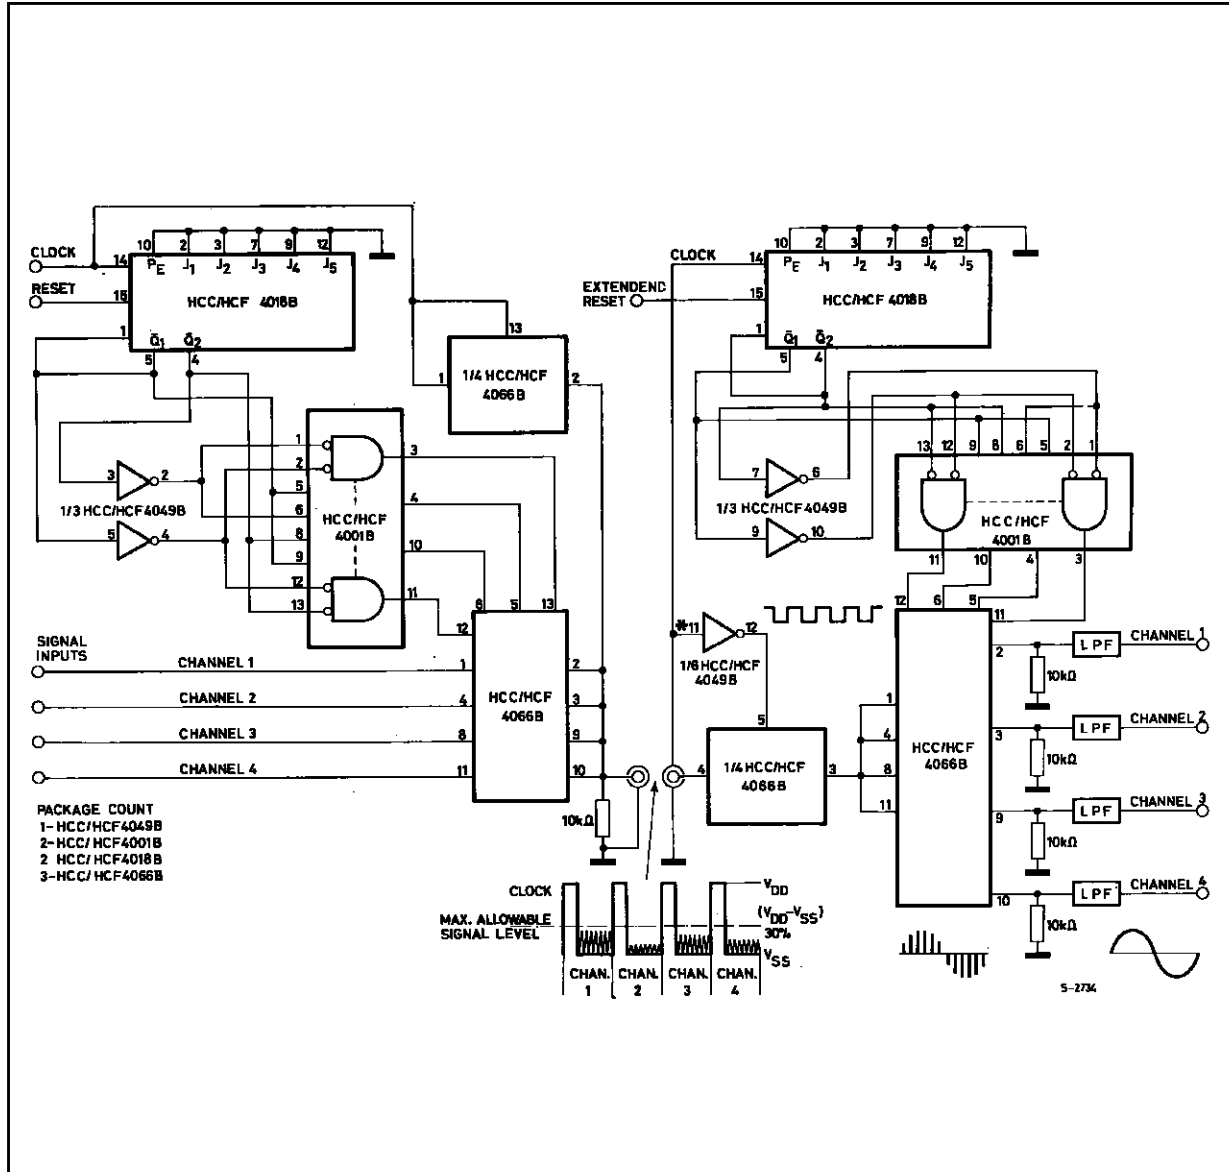 CLOCK
RESET
14
15
1
10 2 3 7 9 12
PE J1 J2 J3 J4 J5
HCC/HCF 4018B
Q̄1 Q̄2
5 4
13
1
1/4 HCC/HCF
4066B
2
3 2
1/3 HCC/HCF4049B
5 4
1
2
5
6
8
9
12
13
HCC/HCF
4001B
3
4
10
11
6 5 13
12
SIGNAL
INPUTS
CHANNEL 1
CHANNEL 2
CHANNEL 3
CHANNEL 4
1
4
8
11
HCC/HCF
4066B
2
3
9
10
10kΩ
PACKAGE COUNT
1-HCC/HCF4049B
2-HCC/HCF4001B
2 HCC/HCF4018B
3-HCC/HCF4066B
CLOCK
EXTENDEND
RESET
14
15
1
10 2 3 7 9 12
PE J1 J2 J3 J4 J5
HCC/HCF 4018B
Q̄1 Q̄2
5 4
7 6
1/3 HCC/HCF4049B
9 10
13 12 9 8 6 5 2 1
HCC/HCF
4001B
11 10 4 3
*11 12
1/6 HCC/HCF
4049B
5
4
1/4 HCC/HCF
4066B
3
12 6 5 11
1
4
8
11
HCC/HCF
4066B
2
3
9
10
10kΩ
10kΩ
10kΩ
10kΩ
LPF
LPF
LPF
LPF
CHANNEL 1
CHANNEL 2
CHANNEL 3
CHANNEL 4
CLOCK
MAX. ALLOWABLE
SIGNAL LEVEL
VDD
(VDD-VSS)
30%
VSS
CHAN. CHAN. CHAN. CHAN.
1 2 3 4
S-2734